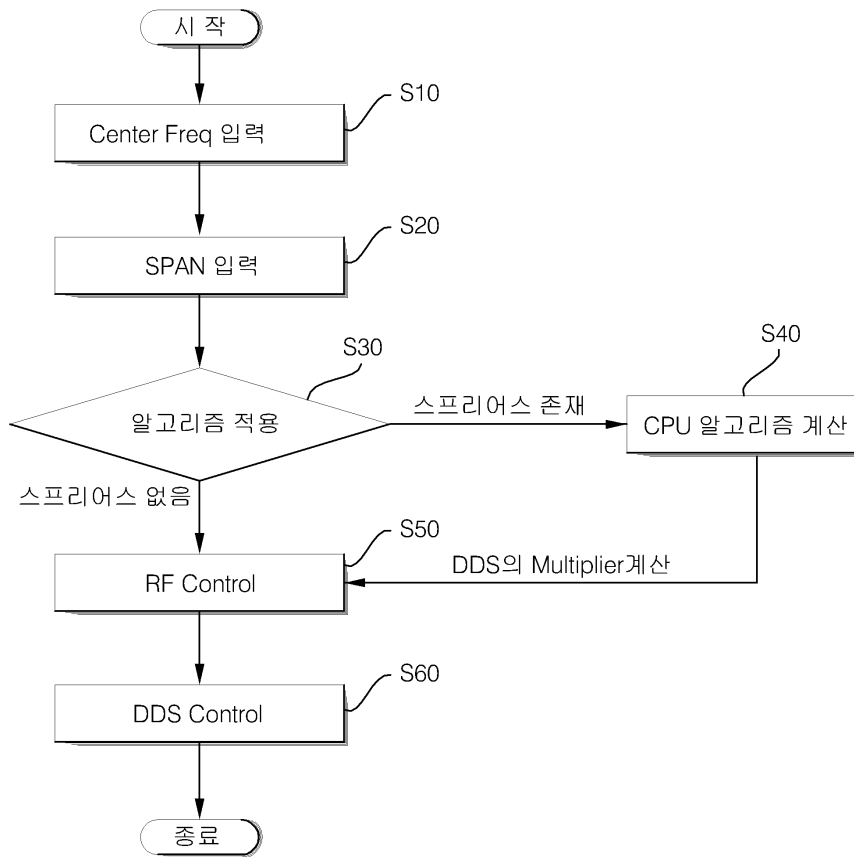 시 작
S10
Center Freq 입력
S20
SPAN 입력
S30
알고리즘 적용
스프리어스 존재
S40
CPU 알고리즘 계산
스프리어스 없음
S50
RF Control
DDS의 Multiplier계산
S60
DDS Control
종료